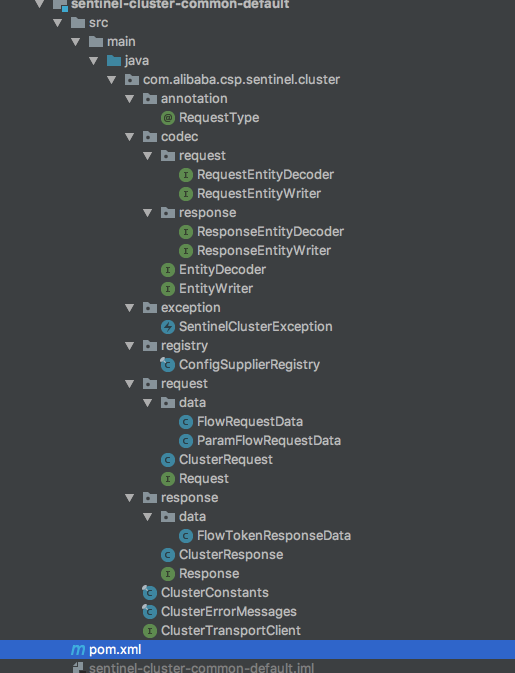 sentinel-cluster-common-default
src
main
java
com.alibaba.csp.sentinel.cluster
annotation
RequestType
codec
request
RequestEntityDecoder
RequestEntityWriter
response
ResponseEntityDecoder
ResponseEntityWriter
EntityDecoder
EntityWriter
exception
SentinelClusterException
registry
ConfigSupplierRegistry
request
data
FlowRequestData
ParamFlowRequestData
ClusterRequest
Request
response
data
FlowTokenResponseData
ClusterResponse
Response
ClusterConstants
ClusterErrorMessages
ClusterTransportClient
pom.xml
sentinel-cluster-common-default.iml